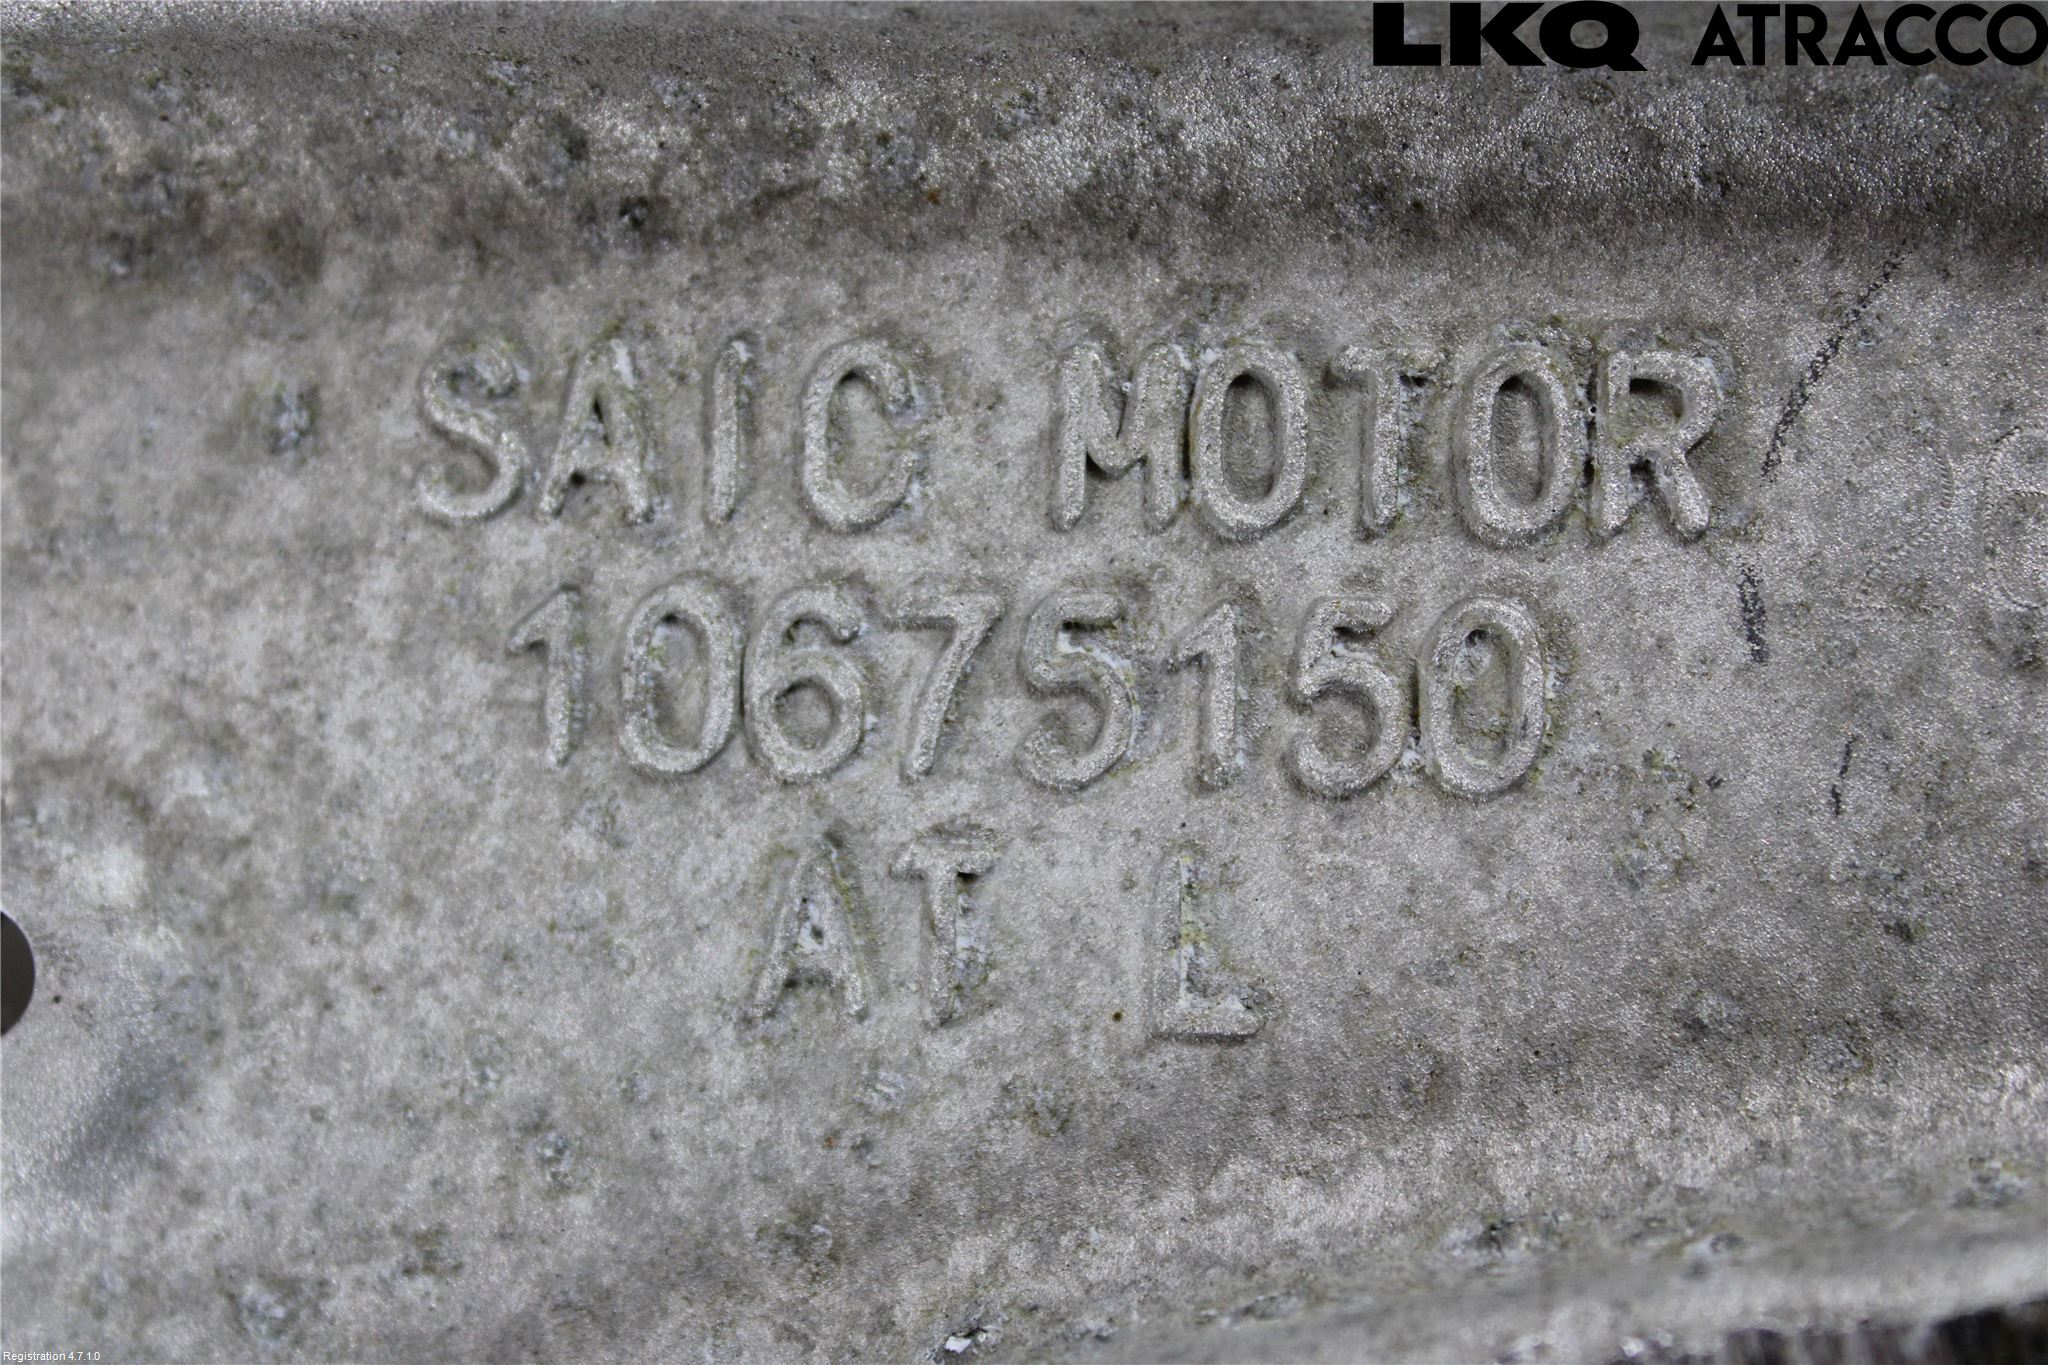 LKQ ATRACCO
SAIC MOTOR
10675150
AT L
Registration 4.7.1.0